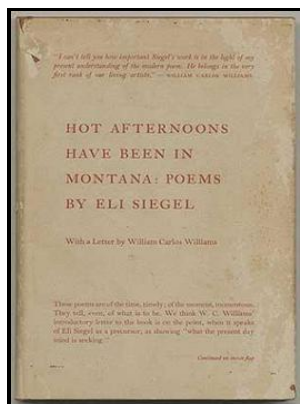 "I can't tell you how important Siegel's work is in the light of my
present understanding of the modern poem. He belongs in the very
first rank of our living artists." — WILLIAM CARLOS WILLIAMS
HOT AFTERNOONS
HAVE BEEN IN
MONTANA: POEMS
BY ELI SIEGEL
With a Letter by William Carlos Williams
These poems are of the time, timely; of the moment, momentous.
They tell, even, of what is to be. We think W. C. Williams'
introductory letter to the book is on the point, when it speaks
of Eli Siegel as a precursor, as showing "what the present day
mind is seeking."
Continued on